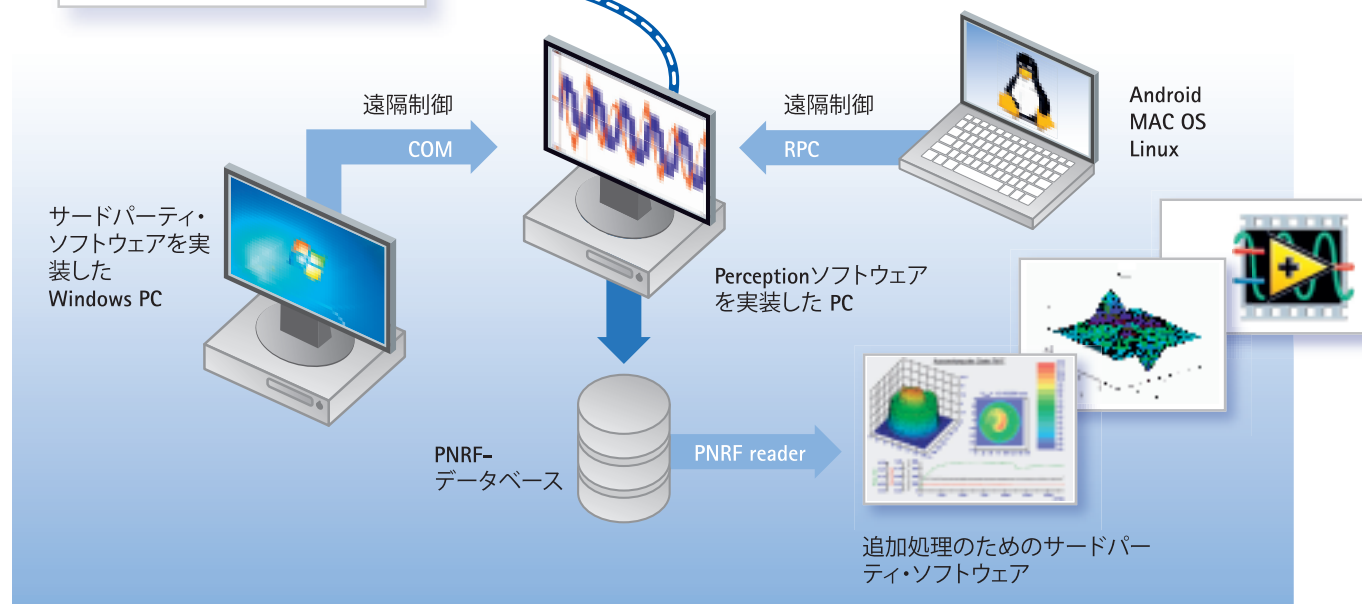 遠隔制御
COM
遠隔制御
RPC
Android
MAC OS
Linux
サードパーティ・
ソフトウェアを実
装した
Windows PC
Perceptionソフトウェア
を実装した PC
PNRF-
データベース
PNRF reader
追加処理のためのサードパー
ティ・ソフトウェア